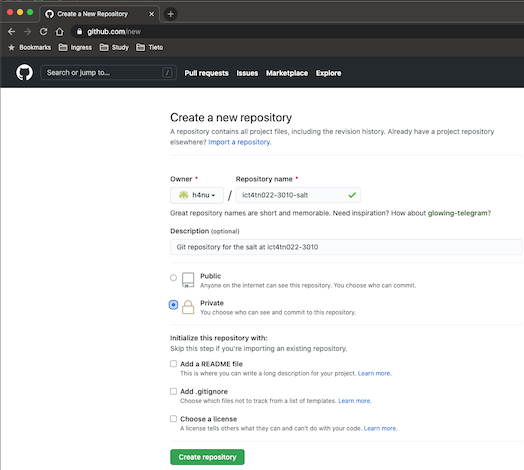 Create a New Repository
github.com/new
Bookmarks Ingress Study Tieto
Search or jump to... / Pull requests Issues Marketplace Explore
Create a new repository
A repository contains all project files, including the revision history. Already have a project repository
elsewhere? Import a repository.
Owner * Repository name *
h4nu / ict4tn022-3010-salt
Great repository names are short and memorable. Need inspiration? How about glowing-telegram?
Description (optional)
Git repository for the salt at ict4tn022-3010
Public
Anyone on the internet can see this repository. You choose who can commit.
Private
You choose who can see and commit to this repository.
Initialize this repository with:
Skip this step if you're importing an existing repository.
Add a README file
This is where you can write a long description for your project. Learn more.
Add .gitignore
Choose which files not to track from a list of templates. Learn more.
Choose a license
A license tells others what they can and can't do with your code. Learn more.
Create repository